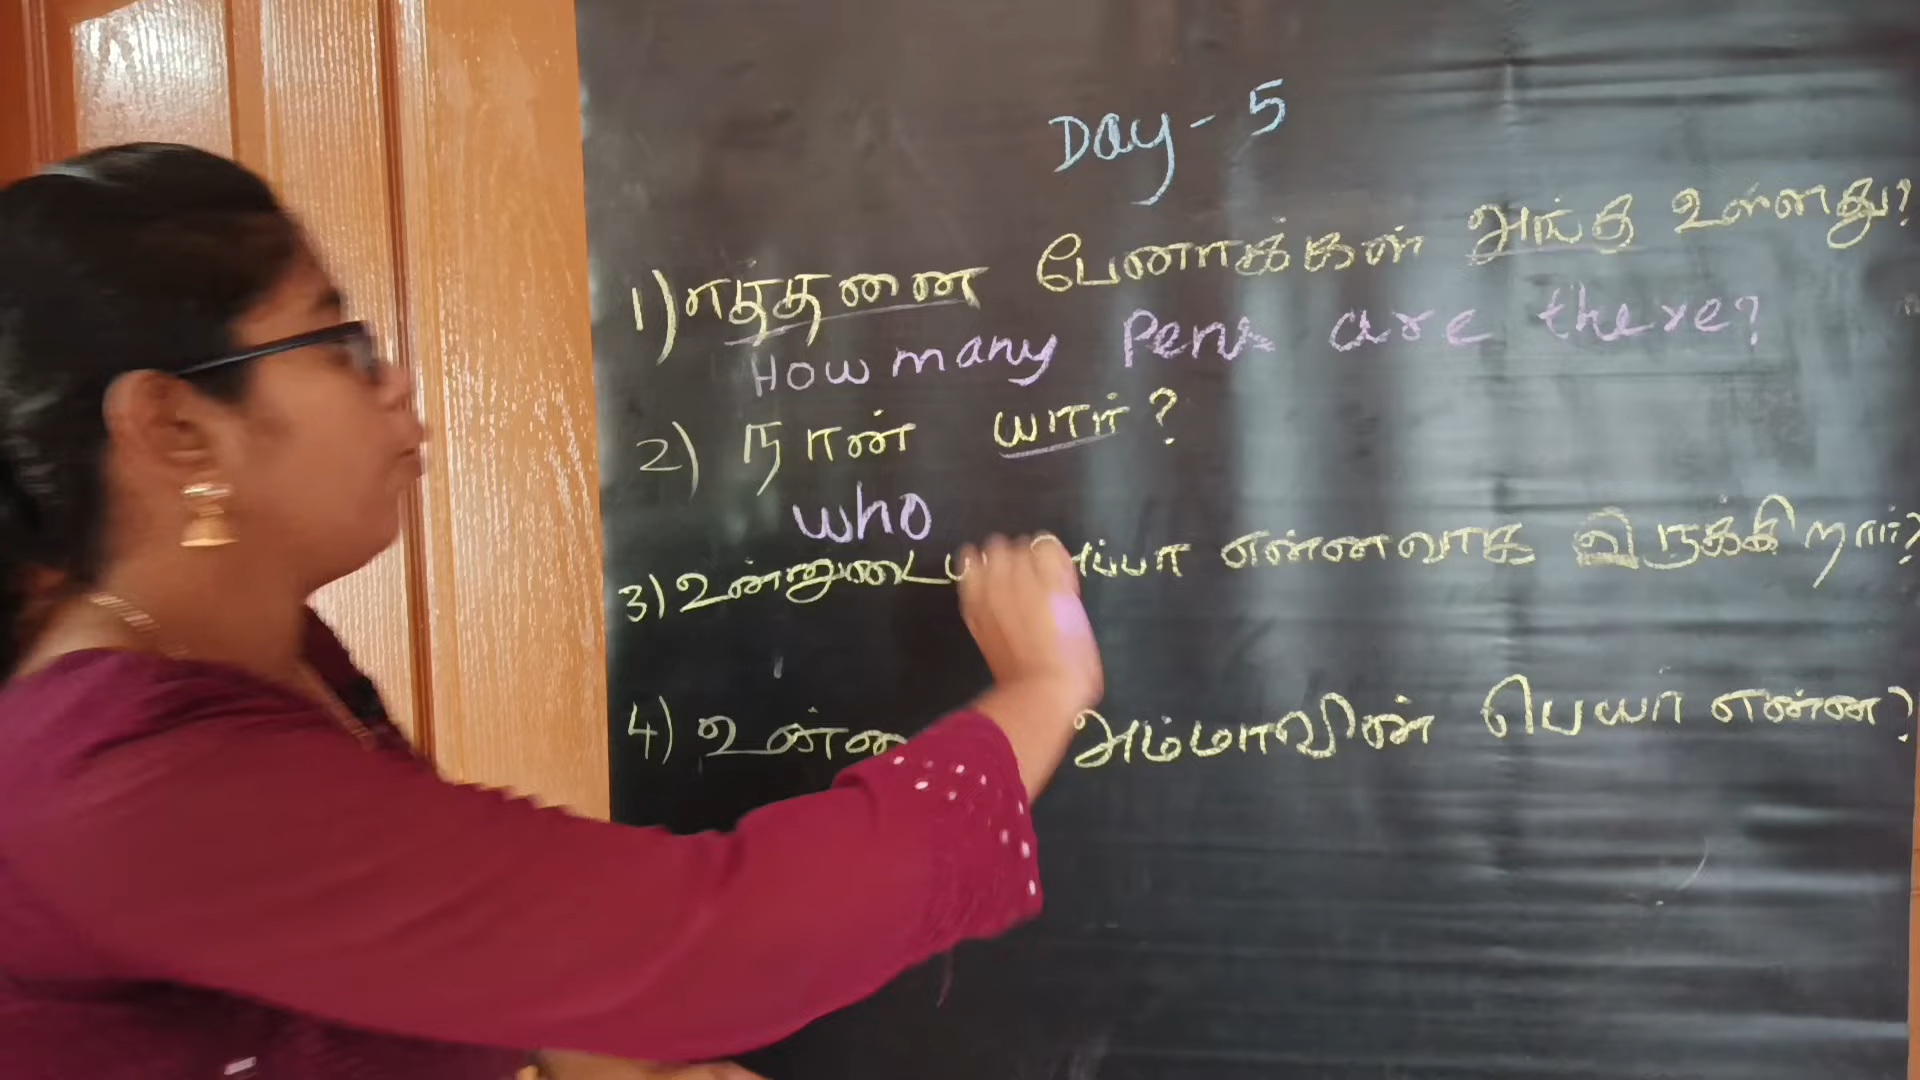 Day - 5
1) எத்தனை பேனாக்கள் அங்கு உள்ளது?
How many Pens are there?
2) நான் யார்?
who
3) உன்னுடைய அப்பா என்னவாக இருக்கிறார்?
4) அம்மாவின் பெயர் என்ன?